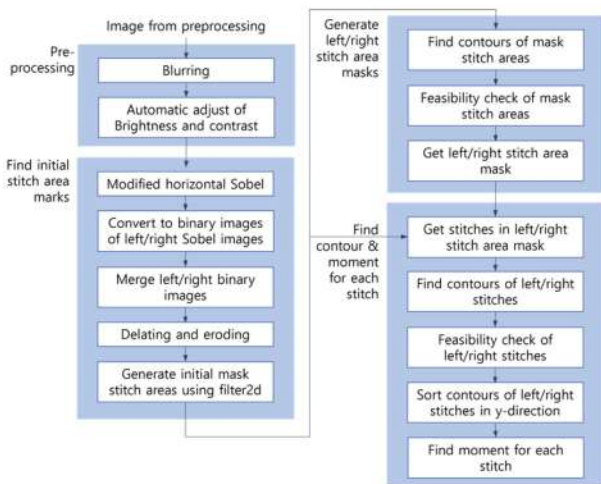 Image from preprocessing
Pre-
processing
Blurring
Automatic adjust of
Brightness and contrast
Find initial
stitch area
marks
Modified horizontal Sobel
Convert to binary images
of left/right Sobel images
Merge left/right binary
images
Delating and eroding
Generate initial mask
stitch areas using filter2d
Generate
left/right
stitch area
masks
Find contours of mask
stitch areas
Feasibility check of mask
stitch areas
Get left/right stitch area
mask
Find
contour &
moment
for each
stitch
Get stitches in left/right
stitch area mask
Find contours of left/right
stitches
Feasibility check of
left/right stitches
Sort contours of left/right
stitches in y-direction
Find moment for each
stitch